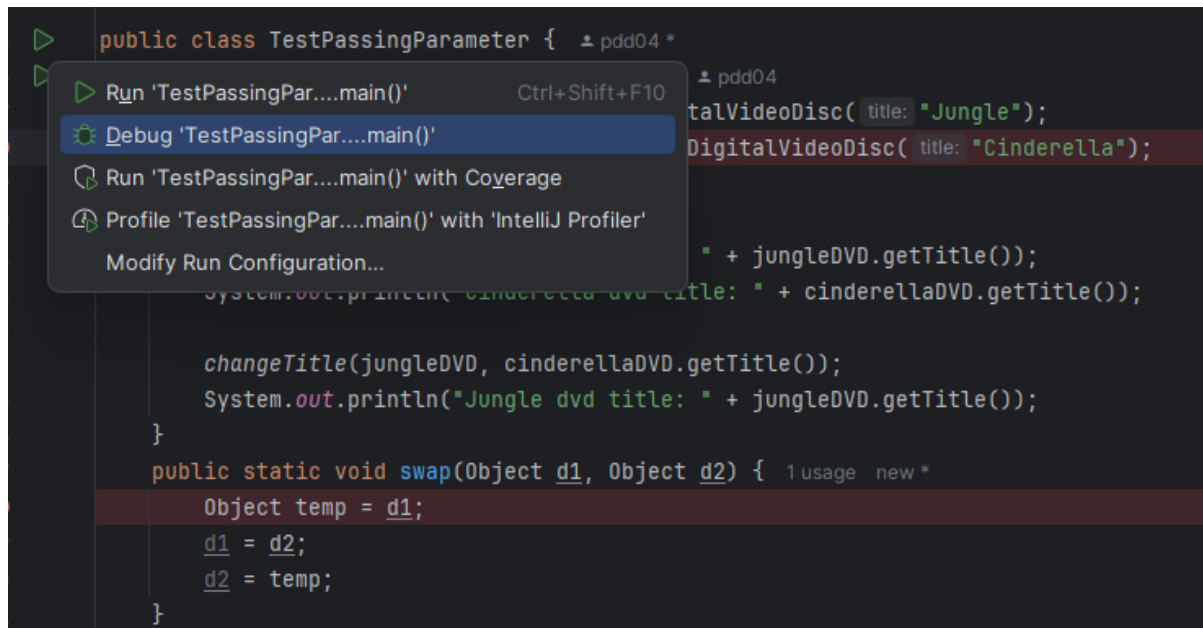 public class TestPassingParameter { pdd04 *
pdd04
Run 'TestPassingPar....main()' Ctrl+Shift+F10
talVideoDisc( title: "Jungle");
Debug 'TestPassingPar....main()'
DigitalVideoDisc( title: "Cinderella");
Run 'TestPassingPar....main()' with Coverage
Profile 'TestPassingPar....main()' with 'IntelliJ Profiler'
" + jungleDVD.getTitle());
Modify Run Configuration...
System.out.println("Cinderella dvd title: " + cinderellaDVD.getTitle());
changeTitle(jungleDVD, cinderellaDVD.getTitle());
System.out.println("Jungle dvd title: " + jungleDVD.getTitle());
}
public static void swap(Object d1, Object d2) { 1 usage new *
Object temp = d1;
d1 = d2;
d2 = temp;
}